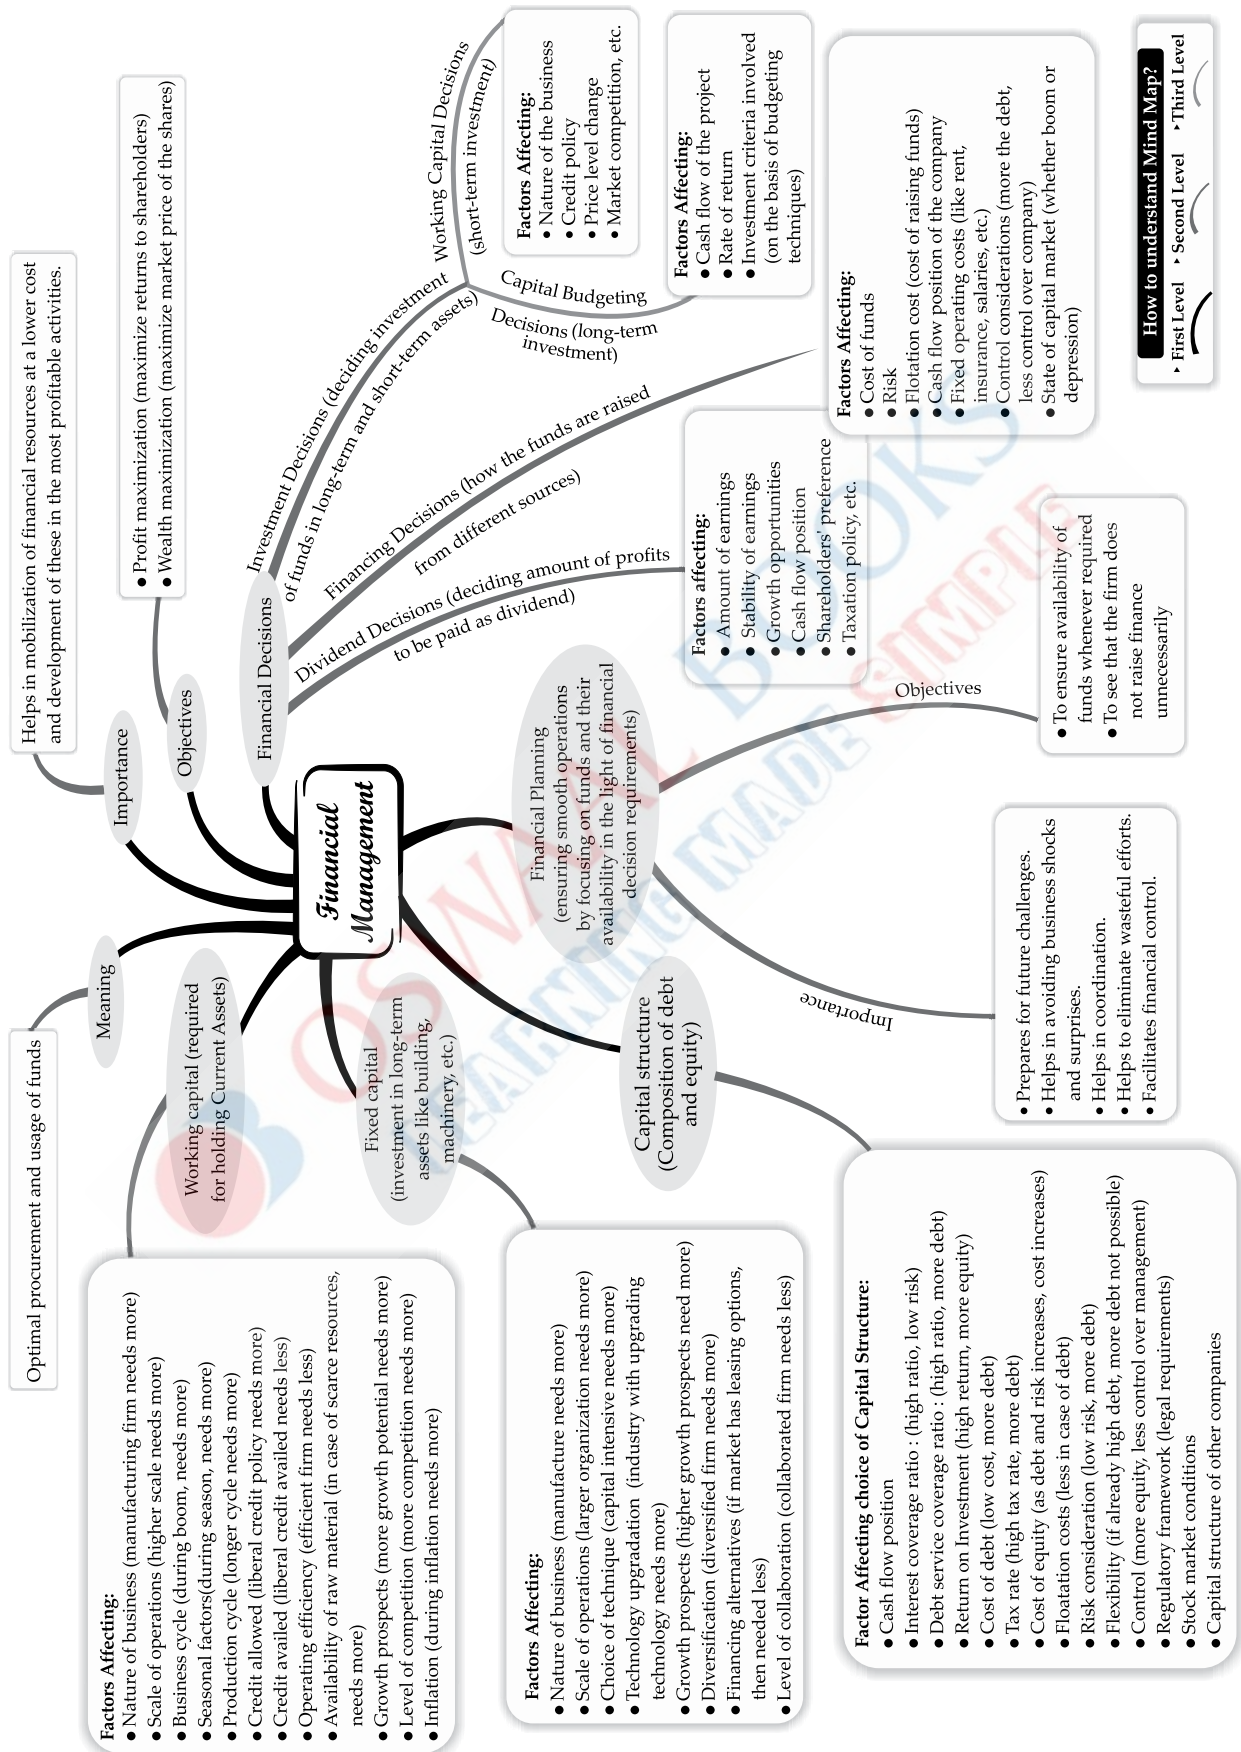 Financial
Management
Meaning
Optimal procurement and usage of funds
Importance
Helps in mobilization of financial resources at a lower cost
and development of these in the most profitable activities.
Objectives
● Profit maximization (maximize returns to shareholders)
● Wealth maximization (maximize market price of the shares)
Financial Decisions
Investment Decisions (deciding investment
of funds in long-term and short-term assets)
Working Capital Decisions
(short-term investment)
Factors Affecting:
● Nature of the business
● Credit policy
● Price level change
● Market competition, etc.
Capital Budgeting
Decisions (long-term
investment)
Factors Affecting:
● Cash flow of the project
● Rate of return
● Investment criteria involved
(on the basis of budgeting
techniques)
Financing Decisions (how the funds are raised
from different sources)
Factors Affecting:
● Cost of funds
● Risk
● Flotation cost (cost of raising funds)
● Cash flow position of the company
● Fixed operating costs (like rent,
insurance, salaries, etc.)
● Control considerations (more the debt,
less control over company)
● State of capital market (whether boom or
depression)
Dividend Decisions (deciding amount of profits
to be paid as dividend)
Factors affecting:
● Amount of earnings
● Stability of earnings
● Growth opportunities
● Cash flow position
● Shareholders' preference
● Taxation policy, etc.
Financial Planning
(ensuring smooth operations
by focusing on funds and their
availability in the light of financial
decision requirements)
Objectives
● To ensure availability of
funds whenever required
● To see that the firm does
not raise finance
unnecessarily
Importance
● Prepares for future challenges.
● Helps in avoiding business shocks
and surprises.
● Helps in coordination.
● Helps to eliminate wasteful efforts.
● Facilitates financial control.
Capital structure
(Composition of debt
and equity)
Factor Affecting choice of Capital Structure:
● Cash flow position
● Interest coverage ratio : (high ratio, low risk)
● Debt service coverage ratio : (high ratio, more debt)
● Return on Investment (high return, more equity)
● Cost of debt (low cost, more debt)
● Tax rate (high tax rate, more debt)
● Cost of equity (as debt and risk increases, cost increases)
● Floatation costs (less in case of debt)
● Risk consideration (low risk, more debt)
● Flexibility (if already high debt, more debt not possible)
● Control (more equity, less control over management)
● Regulatory framework (legal requirements)
● Stock market conditions
● Capital structure of other companies
Fixed capital
(investment in long-term
assets like building,
machinery, etc.)
Factors Affecting:
● Nature of business (manufacture needs more)
● Scale of operations (larger organization needs more)
● Choice of technique (capital intensive needs more)
● Technology upgradation (industry with upgrading
technology needs more)
● Growth prospects (higher growth prospects need more)
● Diversification (diversified firm needs more)
● Financing alternatives (if market has leasing options,
then needed less)
● Level of collaboration (collaborated firm needs less)
Working capital (required
for holding Current Assets)
Factors Affecting:
● Nature of business (manufacturing firm needs more)
● Scale of operations (higher scale needs more)
● Business cycle (during boom, needs more)
● Seasonal factors(during season, needs more)
● Production cycle (longer cycle needs more)
● Credit allowed (liberal credit policy needs more)
● Credit availed (liberal credit availed needs less)
● Operating efficiency (efficient firm needs less)
● Availability of raw material (in case of scarce resources,
needs more)
● Growth prospects (more growth potential needs more)
● Level of competition (more competition needs more)
● Inflation (during inflation needs more)
How to understand Mind Map?
‣ First Level ‣ Second Level ‣ Third Level
OSWAAL BOOKS
LEARNING MADE SIMPLE